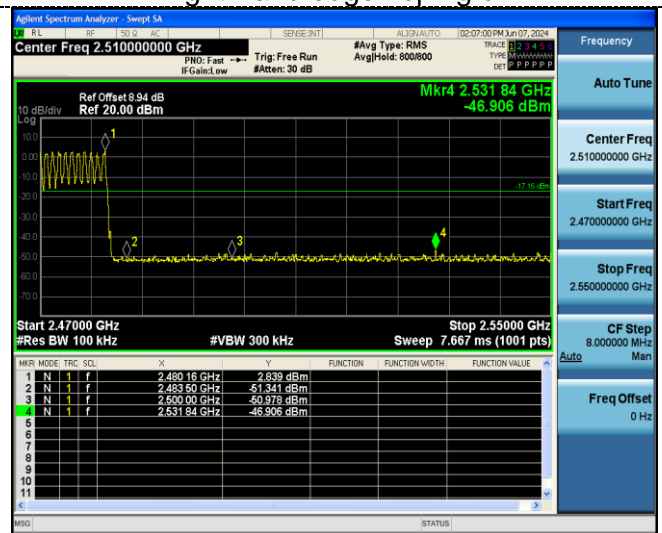 Agilent Spectrum Analyzer - Swept SA
RL RF 50 Ω AC SENSE:INT ALIGNAUTO 02:07:00 PM Jun 07, 2024
Center Freq 2.510000000 GHz #Avg Type: RMS TRACE 1 2 3 4 5 6
PNO: Fast Trig: Free Run Avg|Hold: 800/800 TYPE M
IFGain:Low #Atten: 30 dB DET P P P P P P
Mkr4 2.531 84 GHz
-46.906 dBm
Ref Offset 8.94 dB
10 dB/div Ref 20.00 dBm
Log
10.0
0.00
-10.0
-20.0
-30.0
-40.0
-50.0
-60.0
-70.0
1
2
3
4
-17.16 dBm
Start 2.47000 GHz Stop 2.55000 GHz
#Res BW 100 kHz #VBW 300 kHz Sweep 7.667 ms (1001 pts)
MKR MODE TRC SCL X Y FUNCTION FUNCTION WIDTH FUNCTION VALUE
1 N 1 f 2.480 16 GHz 2.839 dBm
2 N 1 f 2.483 50 GHz -51.341 dBm
3 N 1 f 2.500 00 GHz -50.978 dBm
4 N 1 f 2.531 84 GHz -46.906 dBm
5
6
7
8
9
10
11
MSG STATUS
Frequency
Auto Tune
Center Freq
2.510000000 GHz
Start Freq
2.470000000 GHz
Stop Freq
2.550000000 GHz
CF Step
8.000000 MHz
Auto Man
Freq Offset
0 Hz